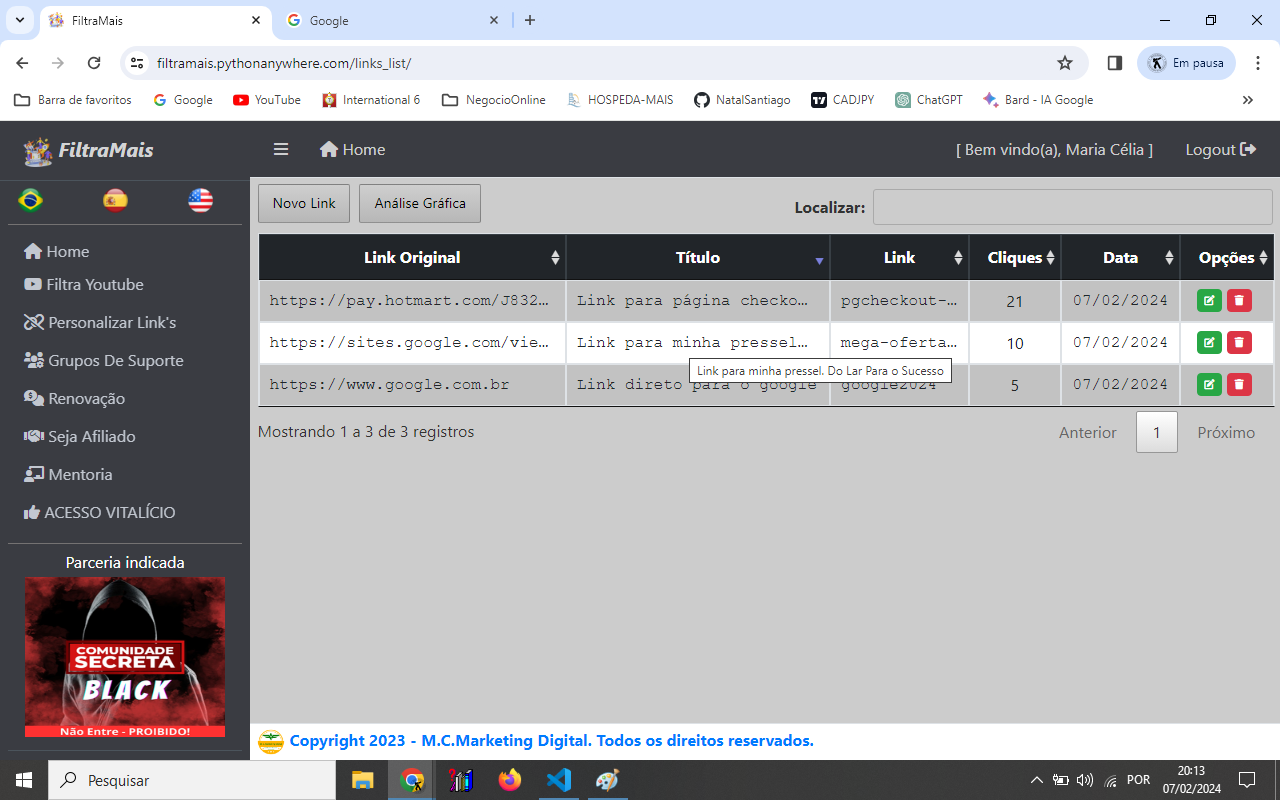 FiltraMais
Google
filtramais.pythonanywhere.com/links_list/
Em pausa
Barra de favoritos
Google
YouTube
International 6
NegocioOnline
HOSPEDA-MAIS
NatalSantiago
CADJPY
ChatGPT
Bard - IA Google
FiltraMais
Home
[ Bem vindo(a), Maria Célia ]
Logout
Home
Filtra Youtube
Personalizar Link's
Grupos De Suporte
Renovação
Seja Afiliado
Mentoria
ACESSO VITALÍCIO
Parceria indicada
COMUNIDADE
SECRETA
BLACK
Não Entre - PROIBIDO!
Novo Link
Análise Gráfica
Localizar:
Link Original Título Link Cliques Data Opções
https://pay.hotmart.com/J832… Link para página checko… pgcheckout-… 21 07/02/2024
https://sites.google.com/vie… Link para minha pressel… mega-oferta… 10 07/02/2024
Link para minha pressel. Do Lar Para o Sucesso
https://www.google.com.br Link direto para o google google2024 5 07/02/2024
Mostrando 1 a 3 de 3 registros
Anterior 1 Próximo
Copyright 2023 - M.C.Marketing Digital. Todos os direitos reservados.
Pesquisar
POR
20:13
07/02/2024